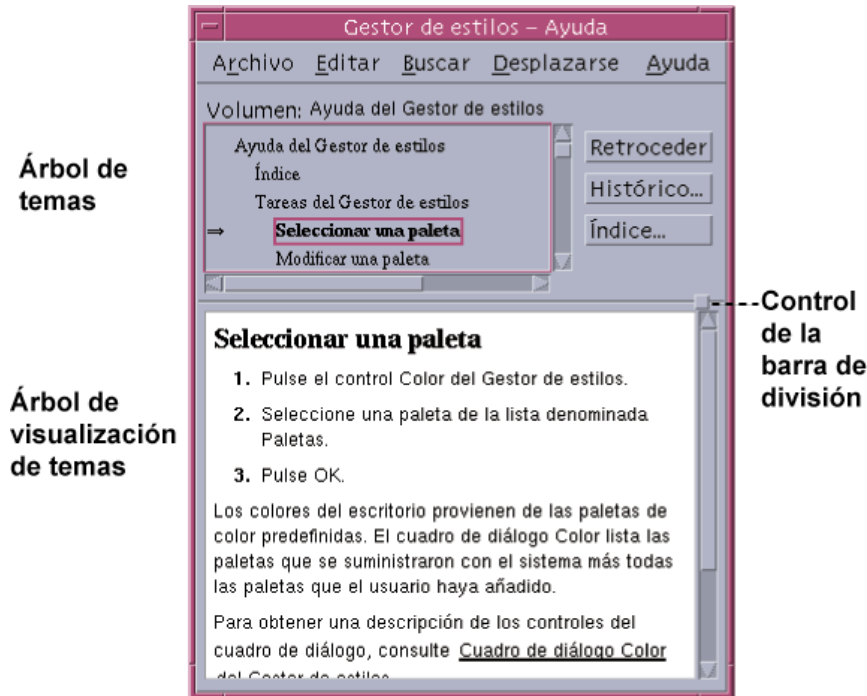 Gestor de estilos – Ayuda
Archivo Editar Buscar Desplazarse Ayuda
Volumen: Ayuda del Gestor de estilos
Ayuda del Gestor de estilos
Índice
Tareas del Gestor de estilos
⇒ Seleccionar una paleta
Modificar una paleta
Retroceder
Histórico...
Índice...
Árbol de
temas
Control
de la
barra de
división
Árbol de
visualización
de temas
Seleccionar una paleta
1. Pulse el control Color del Gestor de estilos.
2. Seleccione una paleta de la lista denominada
Paletas.
3. Pulse OK.
Los colores del escritorio provienen de las paletas de
color predefinidas. El cuadro de diálogo Color lista las
paletas que se suministraron con el sistema más todas
las paletas que el usuario haya añadido.
Para obtener una descripción de los controles del
cuadro de diálogo, consulte Cuadro de diálogo Color
del Gestor de estilos